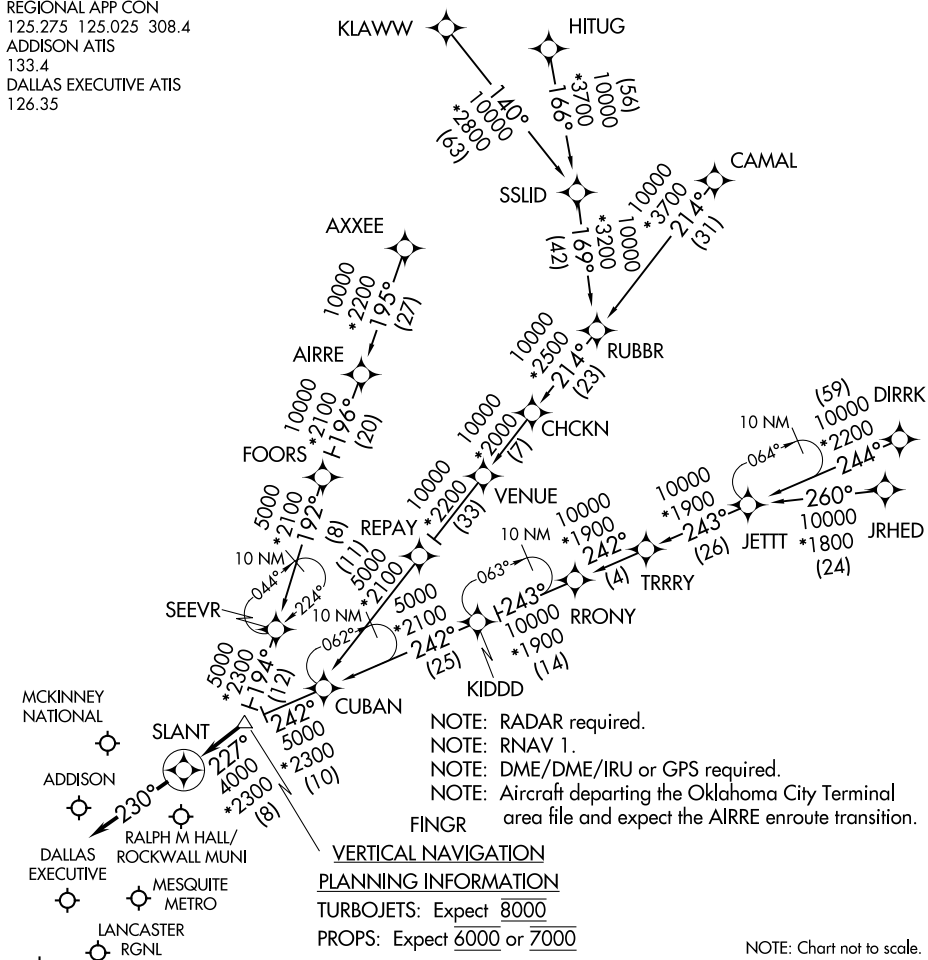 REGIONAL APP CON
125.275 125.025 308.4
ADDISON ATIS
133.4
DALLAS EXECUTIVE ATIS
126.35
KLAWW
HITUG
140°
10000
*2800
(63)
(56)
10000
*3700
166°
SSLID
CAMAL
10000
*3700
214°
(31)
10000
*3200
169°
(42)
RUBBR
AXXEE
10000
*2200
195°
(27)
AIRRE
10000
*2100
196°
(20)
FOORS
10000
*2500
214°
(23)
CHCKN
10000
*2000
(7)
VENUE
10000
*2200
(33)
REPAY
5000
*2100
192°
(8)
10 NM
044°
224°
SEEVR
(11)
5000
*2100
10 NM
062°
CUBAN
5000
*2100
242°
(25)
KIDDD
10 NM
063°
243°
10000
*1900
(14)
RRONY
10000
*1900
242°
(4)
TRRRY
10000
*1900
243°
(26)
JETTT
10 NM
064°
(59)
10000
*2200
244°
DIRRK
260°
10000
*1800
(24)
JRHED
5000
*2300
194°
(12)
242°
5000
*2300
(10)
SLANT
227°
4000
*2300
(8)
230°
MCKINNEY
NATIONAL
ADDISON
RALPH M HALL/
ROCKWALL MUNI
DALLAS
EXECUTIVE
MESQUITE
METRO
LANCASTER
RGNL
NOTE: RADAR required.
NOTE: RNAV 1.
NOTE: DME/DME/IRU or GPS required.
NOTE: Aircraft departing the Oklahoma City Terminal
area file and expect the AIRRE enroute transition.
FINGR
VERTICAL NAVIGATION
PLANNING INFORMATION
TURBOJETS: Expect 8000
PROPS: Expect 6000 or 7000
NOTE: Chart not to scale.